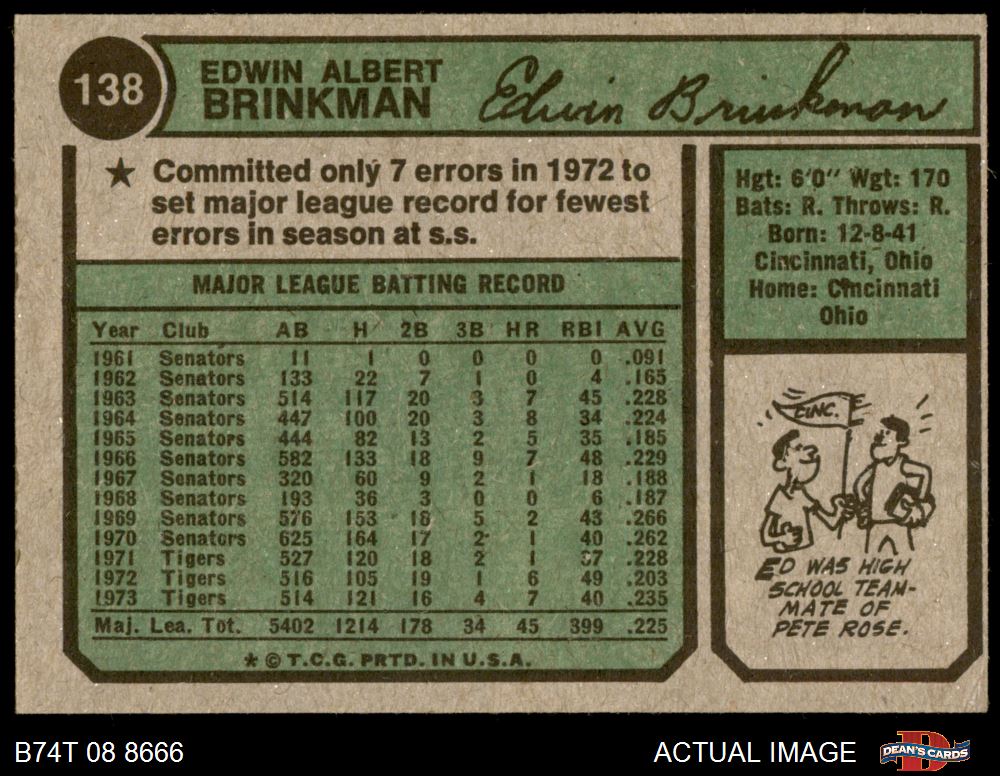 138
EDWIN ALBERT
BRINKMAN
Edwin Brinkman
★ Committed only 7 errors in 1972 to
set major league record for fewest
errors in season at s.s.
MAJOR LEAGUE BATTING RECORD
Year Club AB H 2B 3B HR RBI AVG
1961 Senators 11 1 0 0 0 0 .091
1962 Senators 133 22 7 1 0 4 .165
1963 Senators 514 117 20 3 7 45 .228
1964 Senators 447 100 20 3 8 34 .224
1965 Senators 444 82 13 2 5 35 .185
1966 Senators 582 133 18 9 7 48 .229
1967 Senators 320 60 9 2 1 18 .188
1968 Senators 193 36 3 0 0 6 .187
1969 Senators 576 153 18 5 2 43 .266
1970 Senators 625 164 17 2 1 40 .262
1971 Tigers 527 120 18 2 1 37 .228
1972 Tigers 516 105 19 1 6 49 .203
1973 Tigers 514 121 16 4 7 40 .235
Maj. Lea. Tot. 5402 1214 178 34 45 399 .225
★ © T.C.G. PRTD. IN U.S.A.
Hgt: 6'0" Wgt: 170
Bats: R. Throws: R.
Born: 12-8-41
Cincinnati, Ohio
Home: Cincinnati
Ohio
CINC.
ED WAS HIGH
SCHOOL TEAM-
MATE OF
PETE ROSE.
B74T 08 8666
ACTUAL IMAGE
D
DEAN'S CARDS